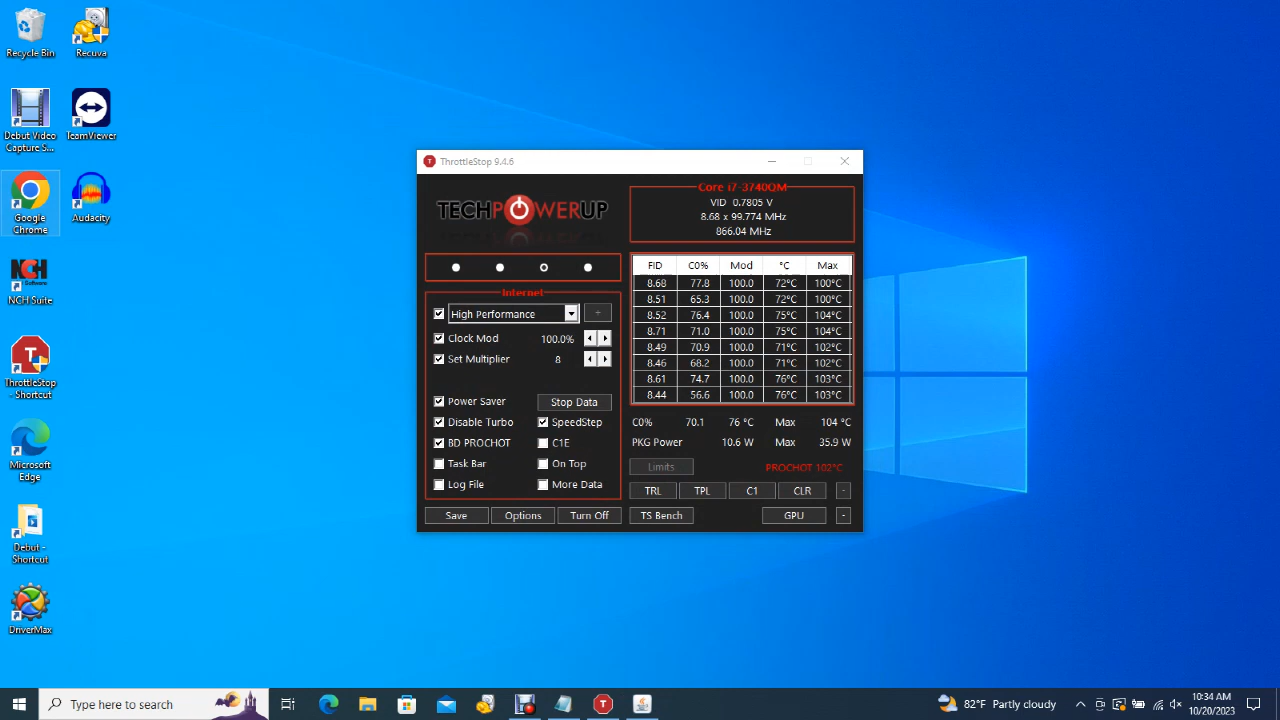 Recycle Bin
Recuva
Debut Video Capture S...
TeamViewer
Google Chrome
Audacity
NCH Software
NCH Suite
ThrottleStop - Shortcut
Microsoft Edge
Debut - Shortcut
DriverMax
ThrottleStop 9.4.6
TECHPOWERUP
Core i7-3740QM
VID 0.7805 V
8.68 x 99.774 MHz
866.04 MHz
Internet
High Performance +
Clock Mod 100.0%
Set Multiplier 8
Power Saver Stop Data
Disable Turbo SpeedStep
BD PROCHOT C1E
Task Bar On Top
Log File More Data
Save Options Turn Off
FID C0% Mod °C Max
8.68 77.8 100.0 72°C 100°C
8.51 65.3 100.0 72°C 100°C
8.52 76.4 100.0 75°C 104°C
8.71 71.0 100.0 75°C 104°C
8.49 70.9 100.0 71°C 102°C
8.46 68.2 100.0 71°C 102°C
8.61 74.7 100.0 76°C 103°C
8.44 56.6 100.0 76°C 103°C
C0% 70.1 76 °C Max 104 °C
PKG Power 10.6 W Max 35.9 W
Limits PROCHOT 102°C
TRL TPL C1 CLR -
TS Bench GPU -
Type here to search
82°F Partly cloudy
10:34 AM
10/20/2023